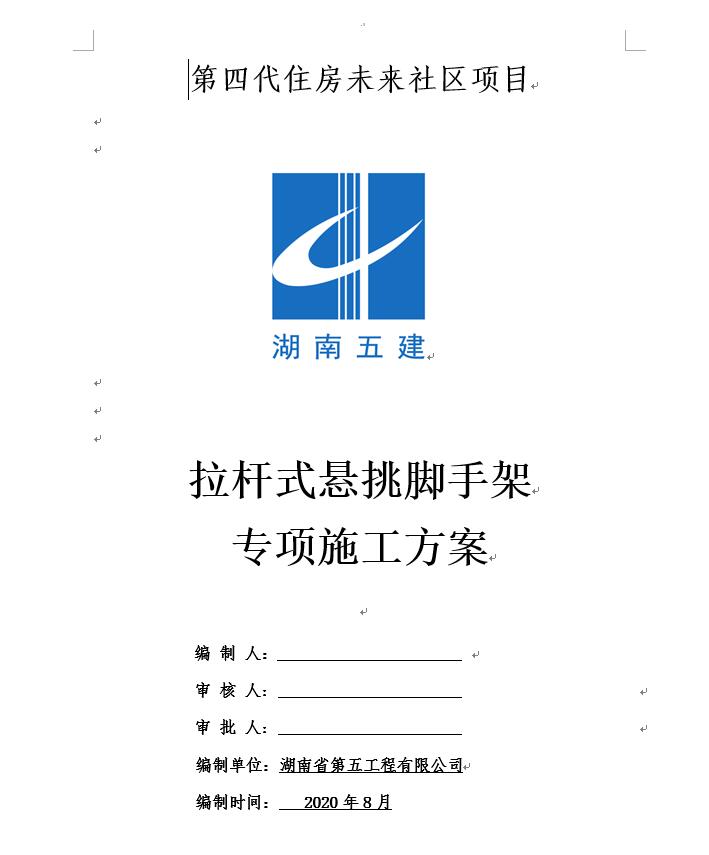 第四代住房未来社区项目
湖南五建
拉杆式悬挑脚手架
专项施工方案
编 制 人：
审 核 人：
审 批 人：
编制单位：湖南省第五工程有限公司
编制时间： 2020 年 8 月